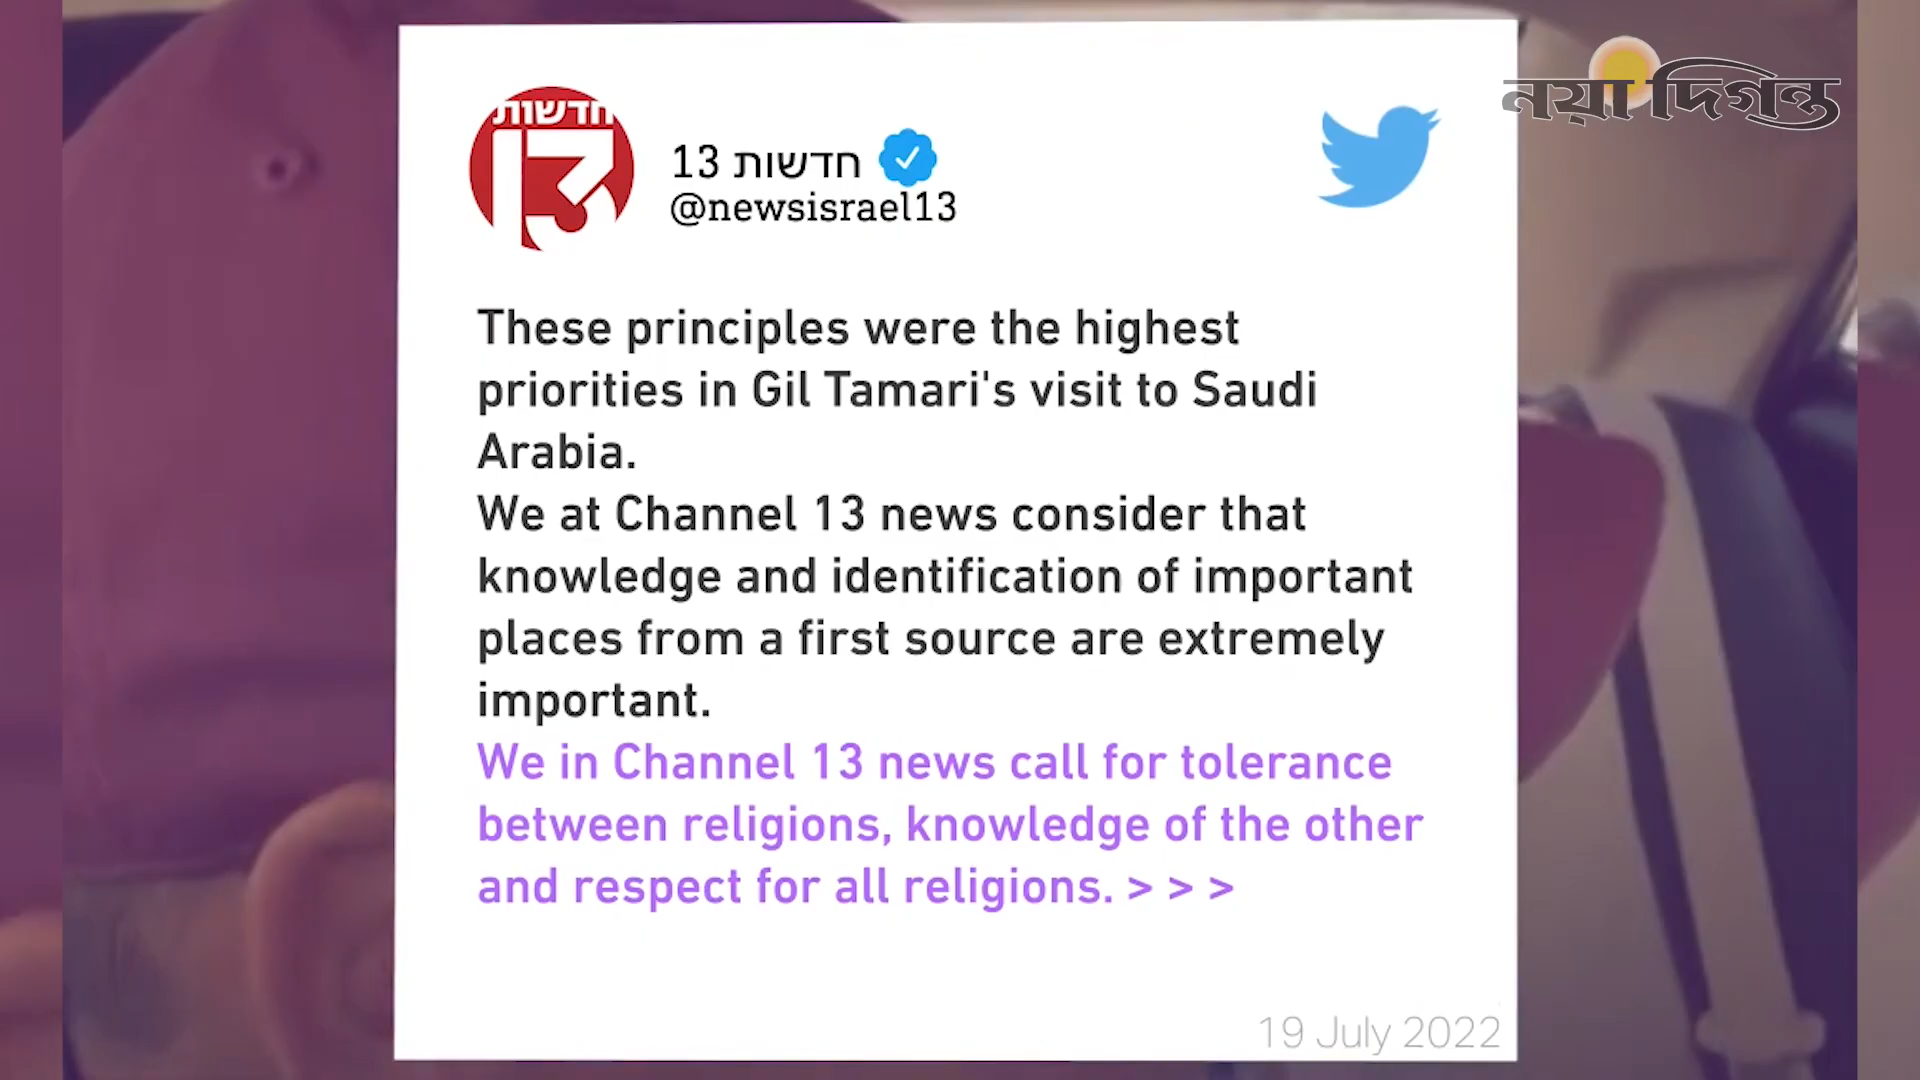 নয়া দিগন্ত
חדשות
13
חדשות 13
@newsisrael13
These principles were the highest
priorities in Gil Tamari's visit to Saudi
Arabia.
We at Channel 13 news consider that
knowledge and identification of important
places from a first source are extremely
important.
We in Channel 13 news call for tolerance
between religions, knowledge of the other
and respect for all religions. > > >
19 July 2022